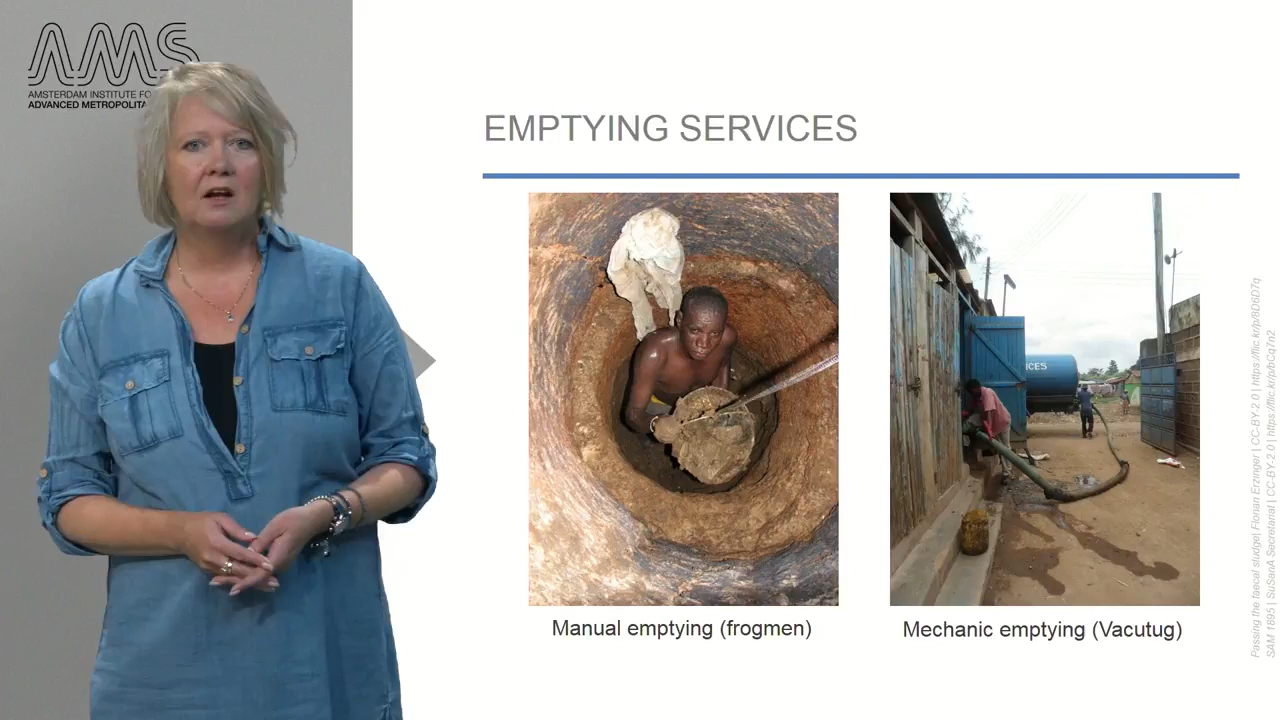 AMS
AMSTERDAM INSTITUTE FO
ADVANCED METROPOLITA
EMPTYING SERVICES
ICES
Manual emptying (frogmen)
Mechanic emptying (Vacutug)
Passing the faecal sludge| Florian Erzinger | CC-BY-2.0 | https://flic.kr/p/8D6D7q
SAM 1895 | SuSanA Secretariat | CC-BY-2.0 | https://flic.kr/p/bCq7n2